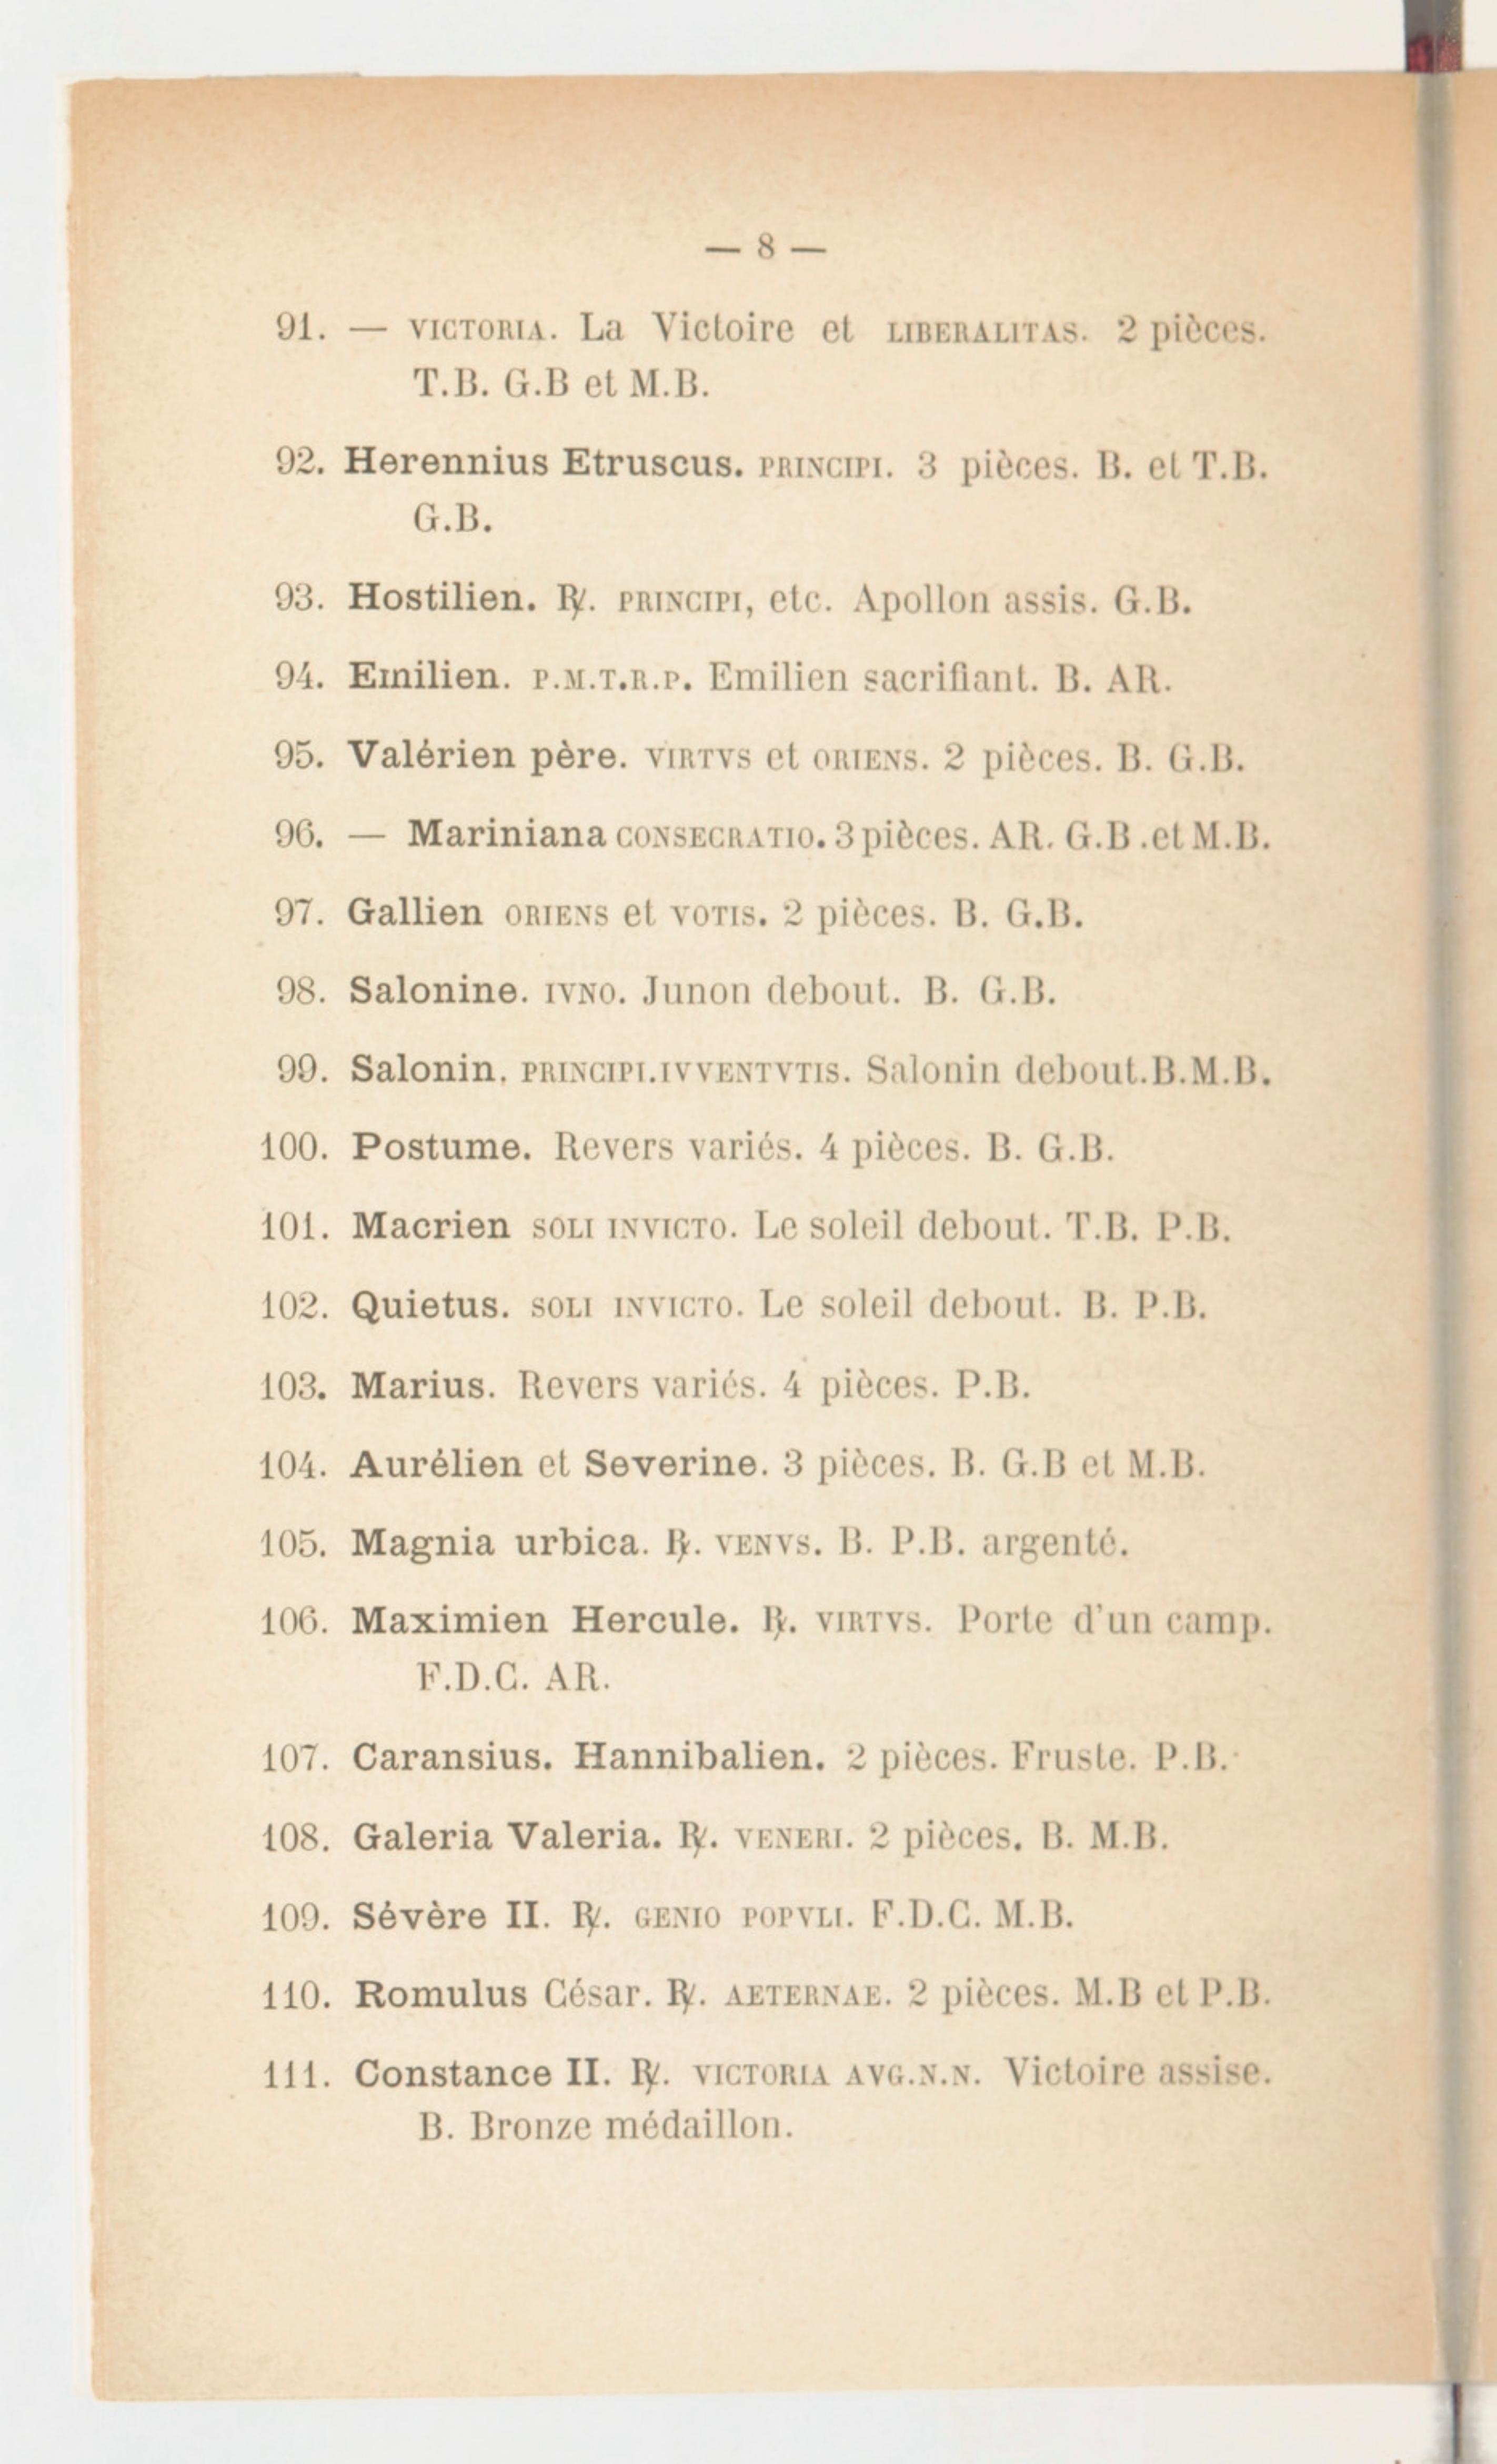 — 8 —
91. — VICTORIA. La Victoire et LIBERALITAS. 2 pièces.
T.B. G.B et M.B.
92. Herennius Etruscus. PRINCIPI. 3 pièces. B. et T.B.
G.B.
93. Hostilien. ℟. PRINCIPI, etc. Apollon assis. G.B.
94. Emilien. P.M.T.R.P. Emilien sacrifiant. B. AR.
95. Valérien père. VIRTVS et ORIENS. 2 pièces. B. G.B.
96. — Mariniana CONSECRATIO. 3 pièces. AR. G.B .et M.B.
97. Gallien ORIENS et VOTIS. 2 pièces. B. G.B.
98. Salonine. IVNO. Junon debout. B. G.B.
99. Salonin. PRINCIPI.IVVENTVTIS. Salonin debout.B.M.B.
100. Postume. Revers variés. 4 pièces. B. G.B.
101. Macrien SOLI INVICTO. Le soleil debout. T.B. P.B.
102. Quietus. SOLI INVICTO. Le soleil debout. B. P.B.
103. Marius. Revers variés. 4 pièces. P.B.
104. Aurélien et Severine. 3 pièces. B. G.B et M.B.
105. Magnia urbica. ℟. VENVS. B. P.B. argenté.
106. Maximien Hercule. ℟. VIRTVS. Porte d'un camp.
F.D.C. AR.
107. Caransius. Hannibalien. 2 pièces. Fruste. P.B.
108. Galeria Valeria. ℟. VENERI. 2 pièces. B. M.B.
109. Sévère II. ℟. GENIO POPVLI. F.D.C. M.B.
110. Romulus César. ℟. AETERNAE. 2 pièces. M.B et P.B.
111. Constance II. ℟. VICTORIA AVG.N.N. Victoire assise.
B. Bronze médaillon.